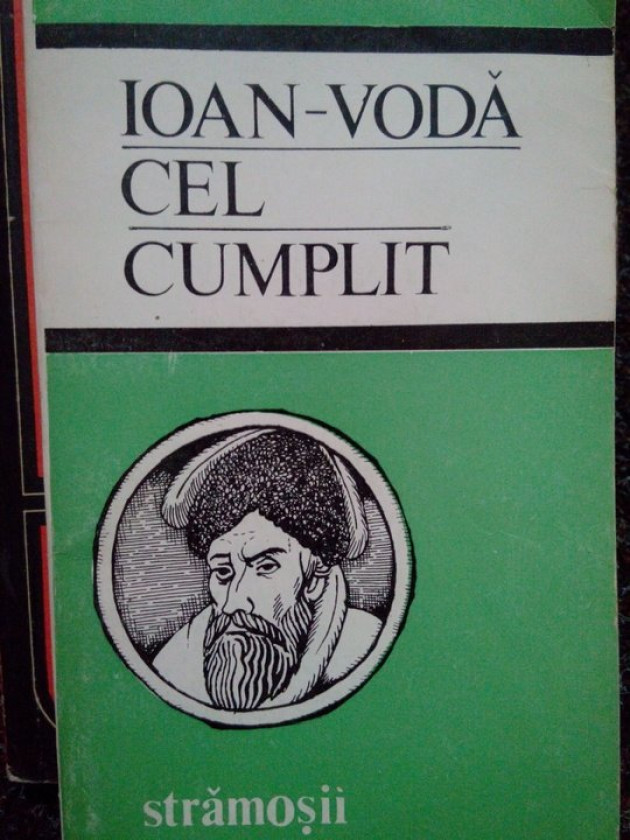 IOAN-VODĂ
CEL
CUMPLIT
strămoșii